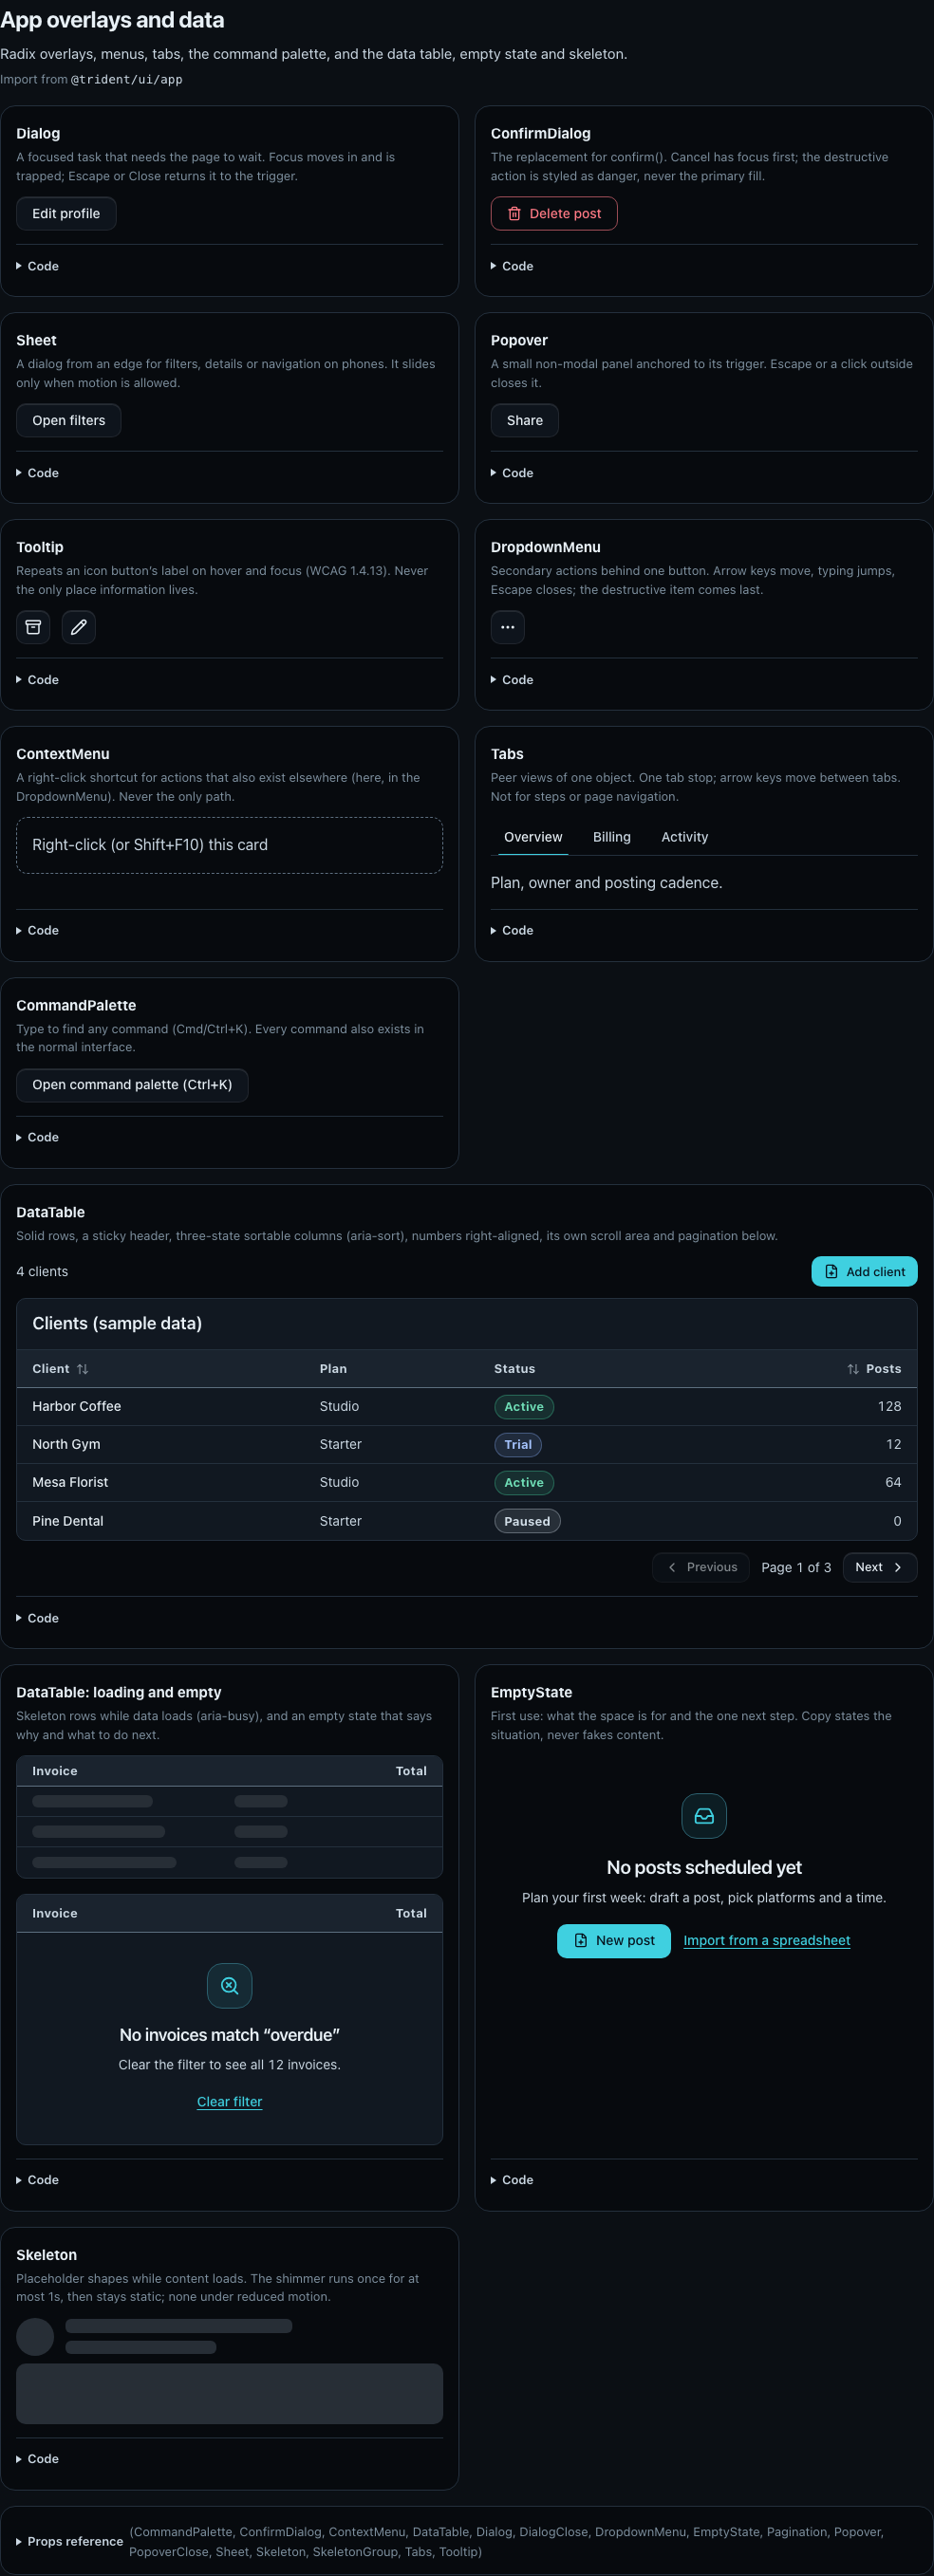 App overlays and data
Radix overlays, menus, tabs, the command palette, and the data table, empty state and skeleton.
Import from @trident/ui/app
Dialog
A focused task that needs the page to wait. Focus moves in and is
trapped; Escape or Close returns it to the trigger.
Edit profile
Code
ConfirmDialog
The replacement for confirm(). Cancel has focus first; the destructive
action is styled as danger, never the primary fill.
Delete post
Code
Sheet
A dialog from an edge for filters, details or navigation on phones. It slides
only when motion is allowed.
Open filters
Code
Popover
A small non-modal panel anchored to its trigger. Escape or a click outside
closes it.
Share
Code
Tooltip
Repeats an icon button's label on hover and focus (WCAG 1.4.13). Never
the only place information lives.
Code
DropdownMenu
Secondary actions behind one button. Arrow keys move, typing jumps,
Escape closes; the destructive item comes last.
Code
ContextMenu
A right-click shortcut for actions that also exist elsewhere (here, in the
DropdownMenu). Never the only path.
Right-click (or Shift+F10) this card
Code
Tabs
Peer views of one object. One tab stop; arrow keys move between tabs.
Not for steps or page navigation.
Overview Billing Activity
Plan, owner and posting cadence.
Code
CommandPalette
Type to find any command (Cmd/Ctrl+K). Every command also exists in
the normal interface.
Open command palette (Ctrl+K)
Code
DataTable
Solid rows, a sticky header, three-state sortable columns (aria-sort), numbers right-aligned, its own scroll area and pagination below.
4 clients Add client
Clients (sample data)
Client Plan Status Posts
Harbor Coffee Studio Active 128
North Gym Starter Trial 12
Mesa Florist Studio Active 64
Pine Dental Starter Paused 0
Previous Page 1 of 3 Next
Code
DataTable: loading and empty
Skeleton rows while data loads (aria-busy), and an empty state that says
why and what to do next.
Invoice Total
Invoice Total
No invoices match “overdue”
Clear the filter to see all 12 invoices.
Clear filter
Code
EmptyState
First use: what the space is for and the one next step. Copy states the
situation, never fakes content.
No posts scheduled yet
Plan your first week: draft a post, pick platforms and a time.
New post Import from a spreadsheet
Code
Skeleton
Placeholder shapes while content loads. The shimmer runs once for at
most 1s, then stays static; none under reduced motion.
Code
Props reference (CommandPalette, ConfirmDialog, ContextMenu, DataTable, Dialog, DialogClose, DropdownMenu, EmptyState, Pagination, Popover,
PopoverClose, Sheet, Skeleton, SkeletonGroup, Tabs, Tooltip)